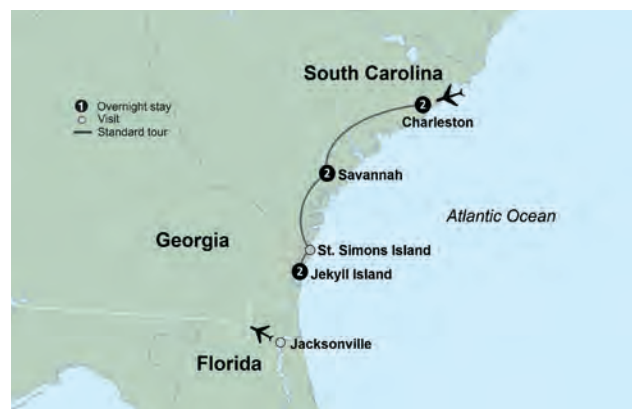 South Carolina
1 Overnight stay
Visit
Standard tour
2
Charleston
2 Savannah
Atlantic Ocean
Georgia
St. Simons Island
2 Jekyll Island
Jacksonville
Florida